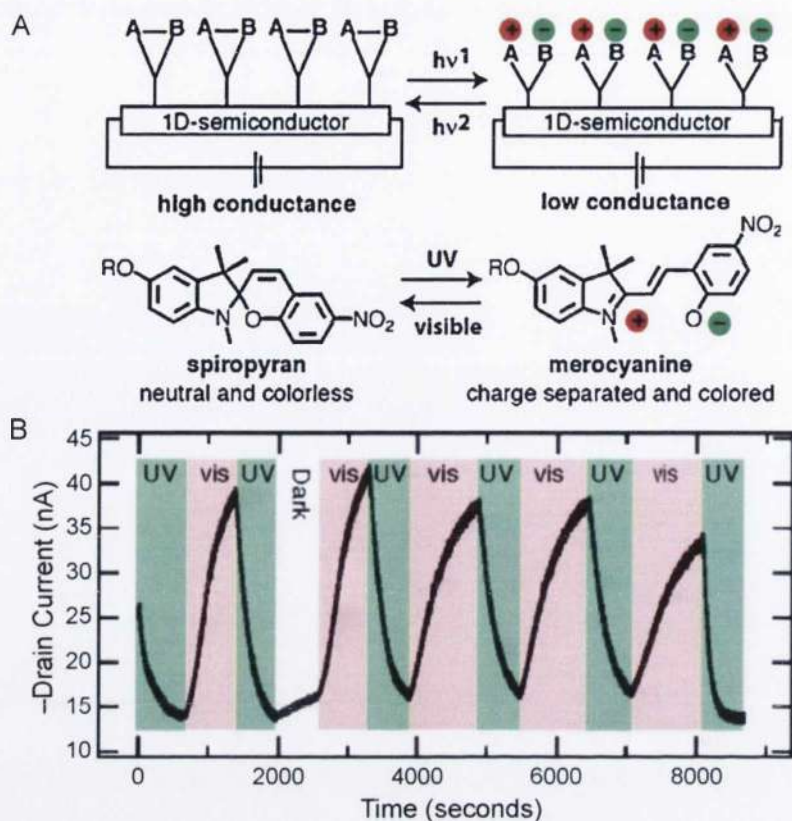 A
A B A B A B A B
1D-semiconductor
high conductance
hν1
hν2
+ − + − + − + −
A B A B A B A B
1D-semiconductor
low conductance
RO
N
O
NO2
spiropyran
neutral and colorless
UV
visible
RO
N
+
O
−
NO2
merocyanine
charge separated and colored
B
−Drain Current (nA)
45
40
35
30
25
20
15
10
UV vis UV Dark vis UV vis UV vis UV vis UV
0 2000 4000 6000 8000
Time (seconds)